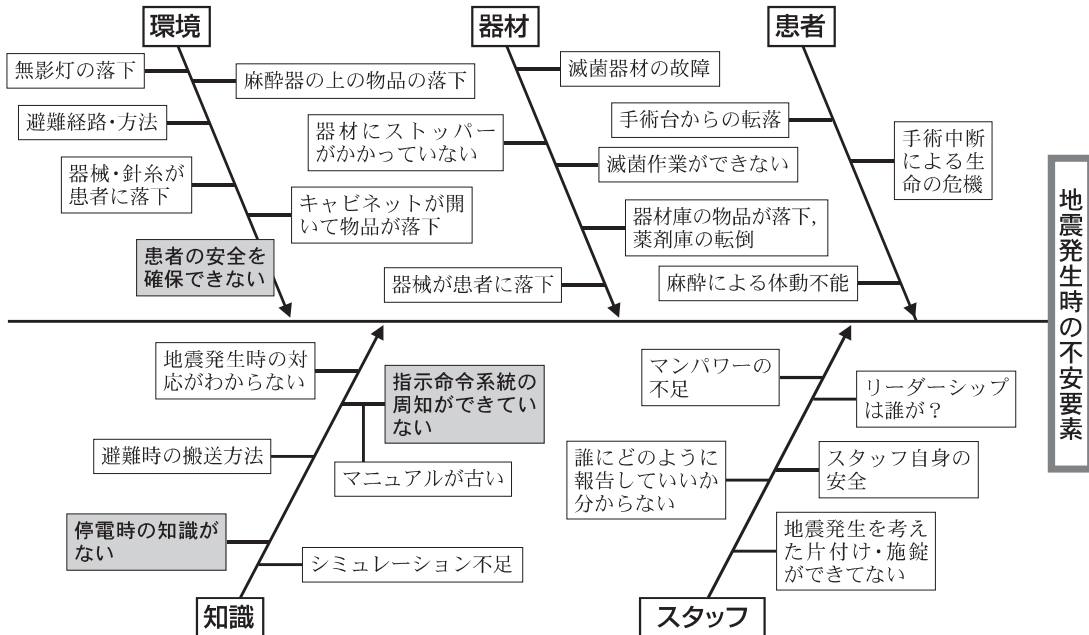 環境
器材
患者
無影灯の落下
麻酔器の上の物品の落下
避難経路・方法
器械・針糸が
患者に落下
キャビネットが開
いて物品が落下
患者の安全を
確保できない
滅菌器材の故障
器材にストッパー
がかかっていない
滅菌作業ができない
器材庫の物品が落下,
薬剤庫の転倒
器械が患者に落下
手術台からの転落
手術中断
による生
命の危機
麻酔による体動不能
地震発生時の不安要素
地震発生時の対
応がわからない
指示命令系統の
周知ができてい
ない
避難時の搬送方法
マニュアルが古い
停電時の知識が
ない
シミュレーション不足
知識
マンパワーの
不足
リーダーシップ
は誰が？
誰にどのように
報告していいか
分からない
スタッフ自身の
安全
地震発生を考え
た片付け・施錠
ができてない
スタッフ